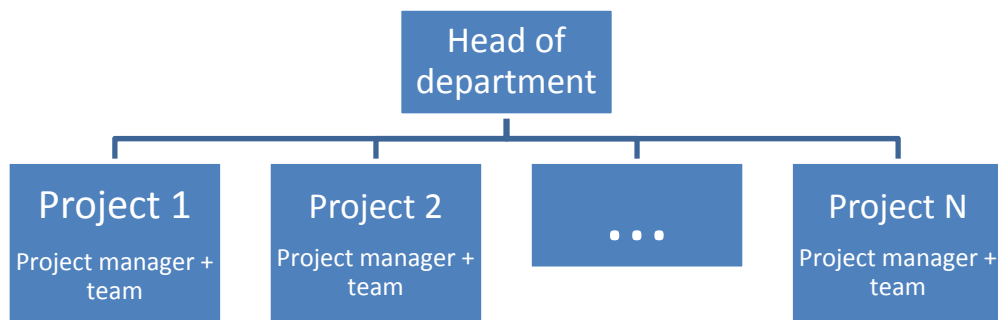 Head of
department
Project 1
Project manager +
team
Project 2
Project manager +
team
...
Project N
Project manager +
team